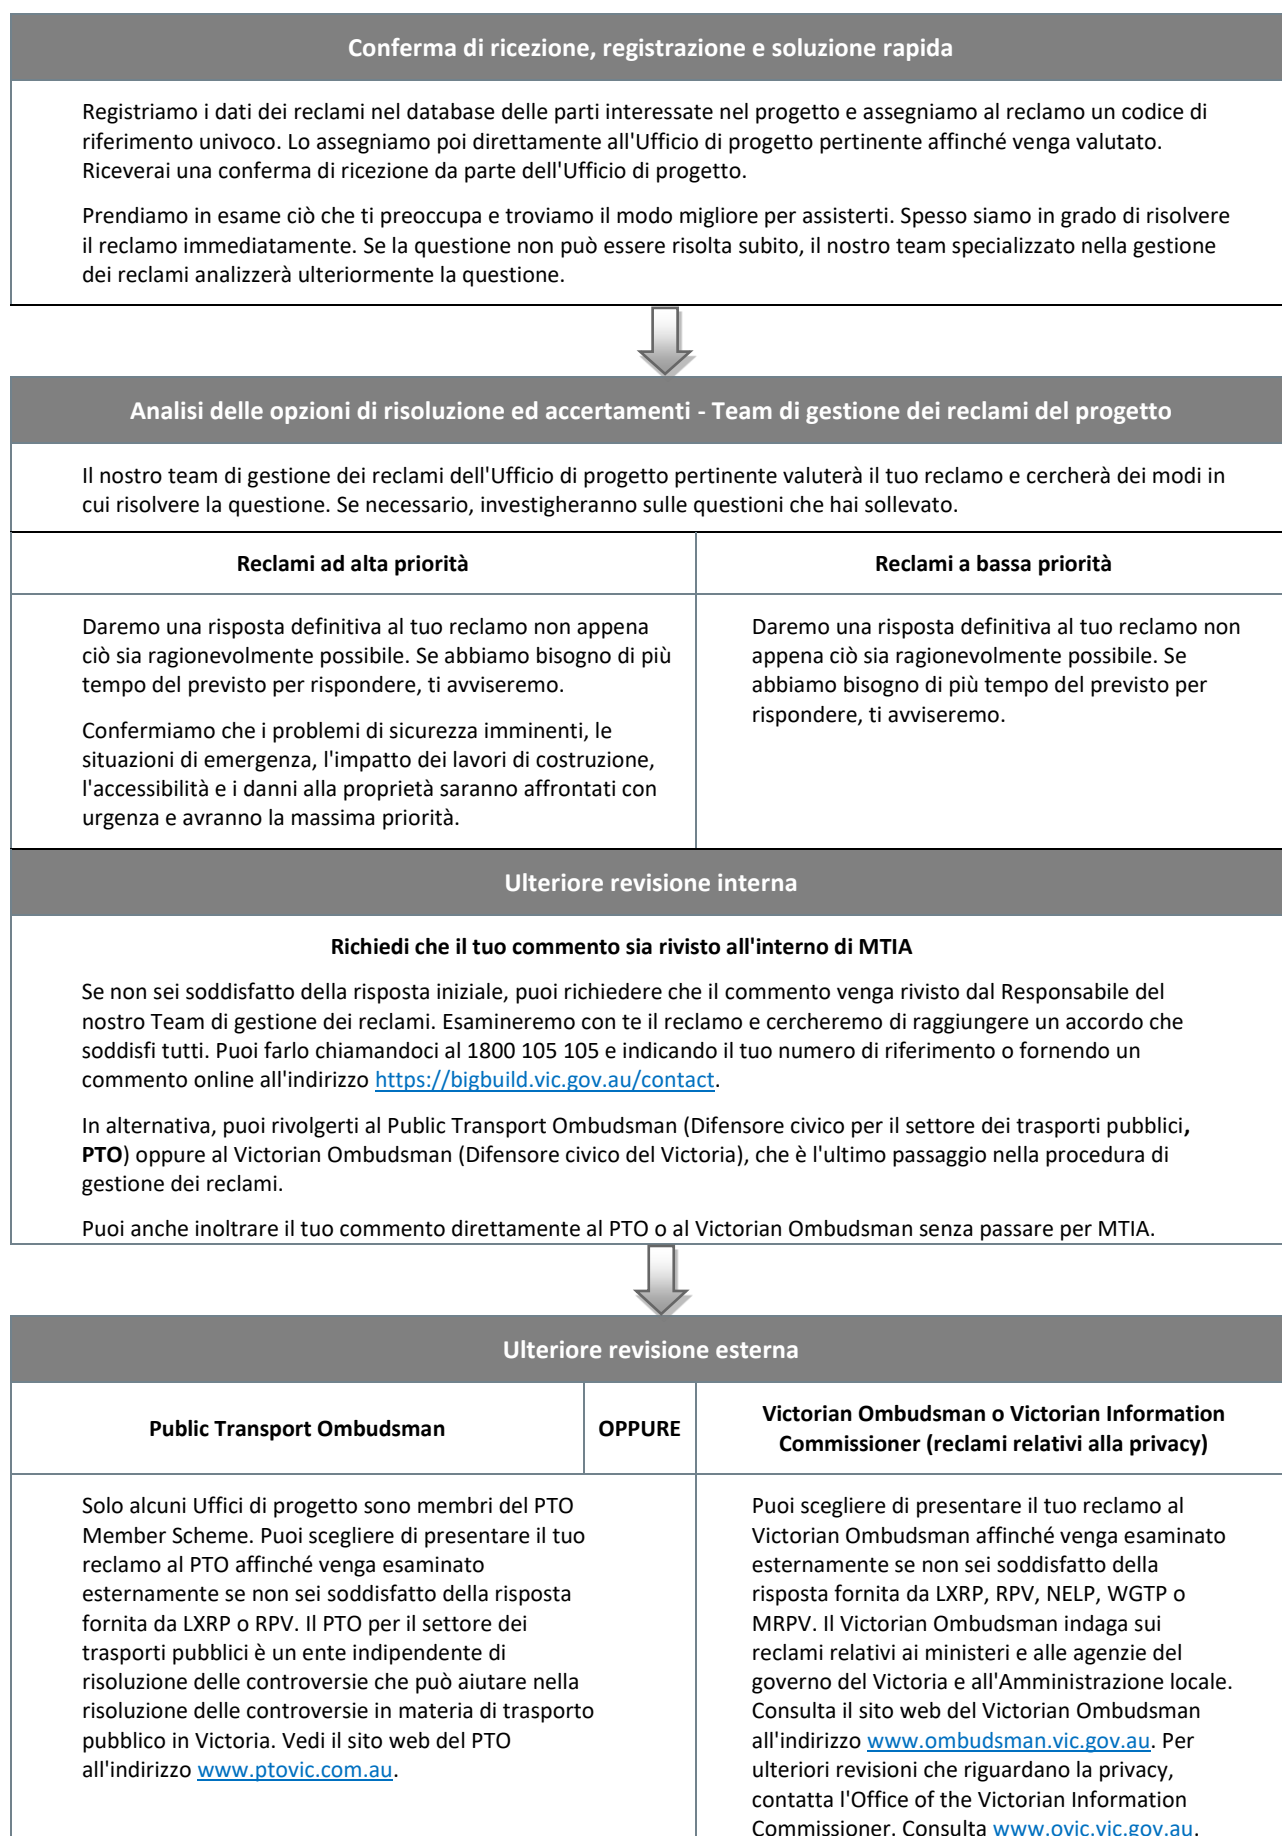 Conferma di ricezione, registrazione e soluzione rapida
Registriamo i dati dei reclami nel database delle parti interessate nel progetto e assegniamo al reclamo un codice di
riferimento univoco. Lo assegniamo poi direttamente all'Ufficio di progetto pertinente affinché venga valutato.
Riceverai una conferma di ricezione da parte dell'Ufficio di progetto.
Prendiamo in esame ciò che ti preoccupa e troviamo il modo migliore per assisterti. Spesso siamo in grado di risolvere
il reclamo immediatamente. Se la questione non può essere risolta subito, il nostro team specializzato nella gestione
dei reclami analizzerà ulteriormente la questione.
Analisi delle opzioni di risoluzione ed accertamenti - Team di gestione dei reclami del progetto
Il nostro team di gestione dei reclami dell'Ufficio di progetto pertinente valuterà il tuo reclamo e cercherà dei modi in
cui risolvere la questione. Se necessario, investigheranno sulle questioni che hai sollevato.
Reclami ad alta priorità
Daremo una risposta definitiva al tuo reclamo non appena
ciò sia ragionevolmente possibile. Se abbiamo bisogno di più
tempo del previsto per rispondere, ti avviseremo.
Confermiamo che i problemi di sicurezza imminenti, le
situazioni di emergenza, l'impatto dei lavori di costruzione,
l'accessibilità e i danni alla proprietà saranno affrontati con
urgenza e avranno la massima priorità.
Reclami a bassa priorità
Daremo una risposta definitiva al tuo reclamo non
appena ciò sia ragionevolmente possibile. Se
abbiamo bisogno di più tempo del previsto per
rispondere, ti avviseremo.
Ulteriore revisione interna
Richiedi che il tuo commento sia rivisto all'interno di MTIA
Se non sei soddisfatto della risposta iniziale, puoi richiedere che il commento venga rivisto dal Responsabile del
nostro Team di gestione dei reclami. Esamineremo con te il reclamo e cercheremo di raggiungere un accordo che
soddisfi tutti. Puoi farlo chiamandoci al 1800 105 105 e indicando il tuo numero di riferimento o fornendo un
commento online all'indirizzo https://bigbuild.vic.gov.au/contact.
In alternativa, puoi rivolgerti al Public Transport Ombudsman (Difensore civico per il settore dei trasporti pubblici,
PTO) oppure al Victorian Ombudsman (Difensore civico del Victoria), che è l'ultimo passaggio nella procedura di
gestione dei reclami.
Puoi anche inoltrare il tuo commento direttamente al PTO o al Victorian Ombudsman senza passare per MTIA.
Ulteriore revisione esterna
Public Transport Ombudsman
OPPURE
Victorian Ombudsman o Victorian Information
Commissioner (reclami relativi alla privacy)
Solo alcuni Uffici di progetto sono membri del PTO
Member Scheme. Puoi scegliere di presentare il tuo
reclamo al PTO affinché venga esaminato
esternamente se non sei soddisfatto della risposta
fornita da LXRP o RPV. Il PTO per il settore dei
trasporti pubblici è un ente indipendente di
risoluzione delle controversie che può aiutare nella
risoluzione delle controversie in materia di trasporto
pubblico in Victoria. Vedi il sito web del PTO
all'indirizzo www.ptovic.com.au.
Puoi scegliere di presentare il tuo reclamo al
Victorian Ombudsman affinché venga esaminato
esternamente se non sei soddisfatto della
risposta fornita da LXRP, RPV, NELP, WGTP o
MRPV. Il Victorian Ombudsman indaga sui
reclami relativi ai ministeri e alle agenzie del
governo del Victoria e all'Amministrazione locale.
Consulta il sito web del Victorian Ombudsman
all'indirizzo www.ombudsman.vic.gov.au. Per
ulteriori revisioni che riguardano la privacy,
contatta l'Office of the Victorian Information
Commissioner. Consulta www.ovic.vic.gov.au.